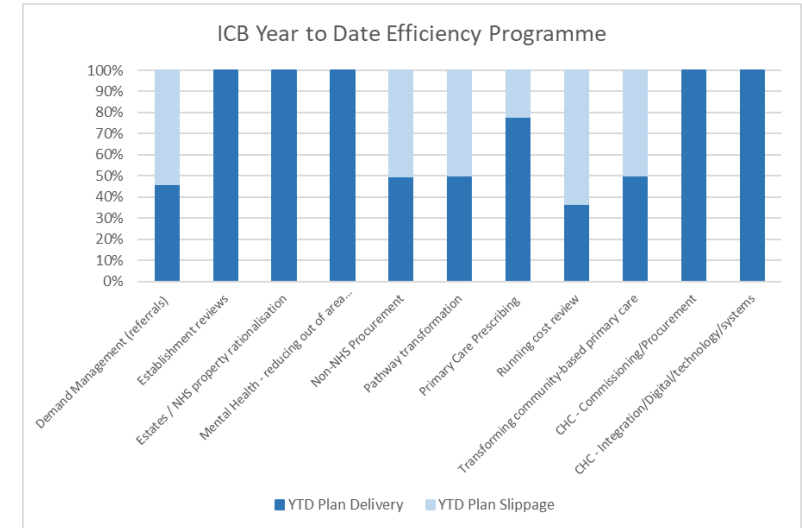 ICB Year to Date Efficiency Programme
100%
90%
80%
70%
60%
50%
40%
30%
20%
10%
0%
Demand Management (referrals)
Establishment reviews
Estates / NHS property rationalisation
Mental Health - reducing out of area...
Non-NHS Procurement
Pathway transformation
Primary Care Prescribing
Running cost review
Transforming community-based primary care
CHC - Commissioning/Procurement
CHC - Integration/Digital/technology/systems
YTD Plan Delivery YTD Plan Slippage